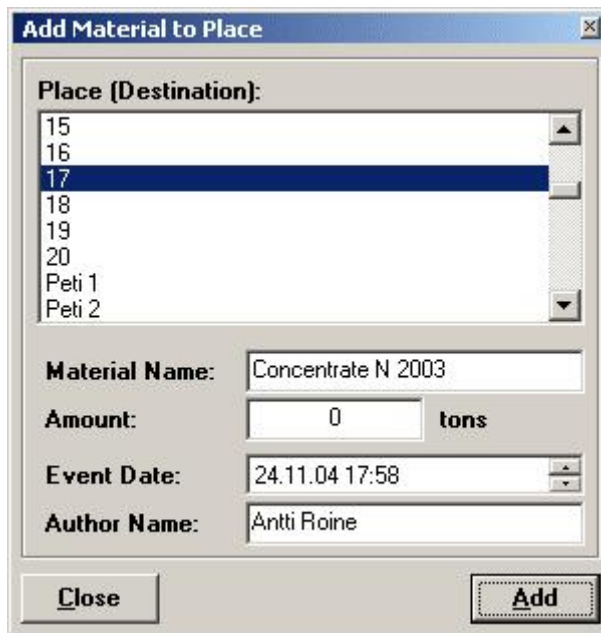 Add Material to Place
Place (Destination):
15
16
17
18
19
20
Peti 1
Peti 2
Material Name: Concentrate N 2003
Amount: 0 tons
Event Date: 24.11.04 17:58
Author Name: Antti Roine
Close Add